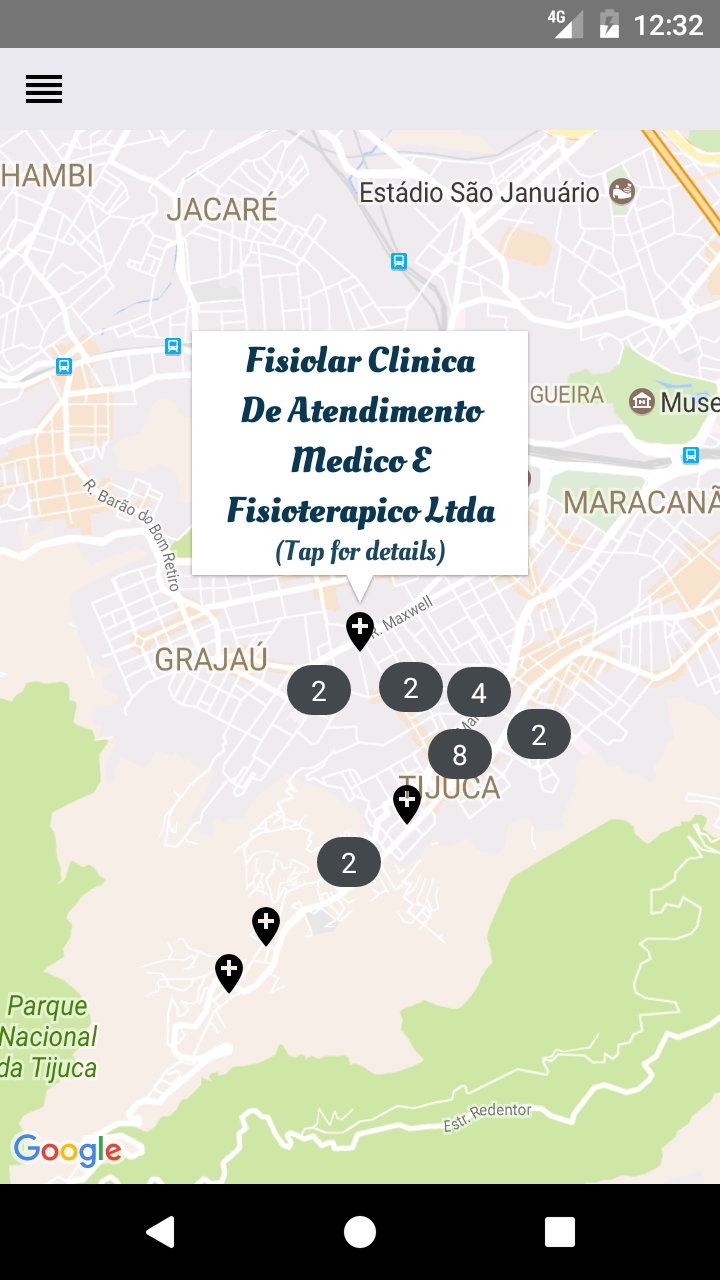 4G 12:32
HAMBI
JACARÉ
Estádio São Januário
Fisiolar Clinica
De Atendimento
Medico E
Fisioterapico Ltda
(Tap for details)
GUEIRA
Muse
MARACANÃ
R. Barão do Bom Retiro
R. Maxwell
GRAJAÚ
2
2
4
2
Ma
8
TIJUCA
2
Parque
Nacional
da Tijuca
Estr. Redentor
Google